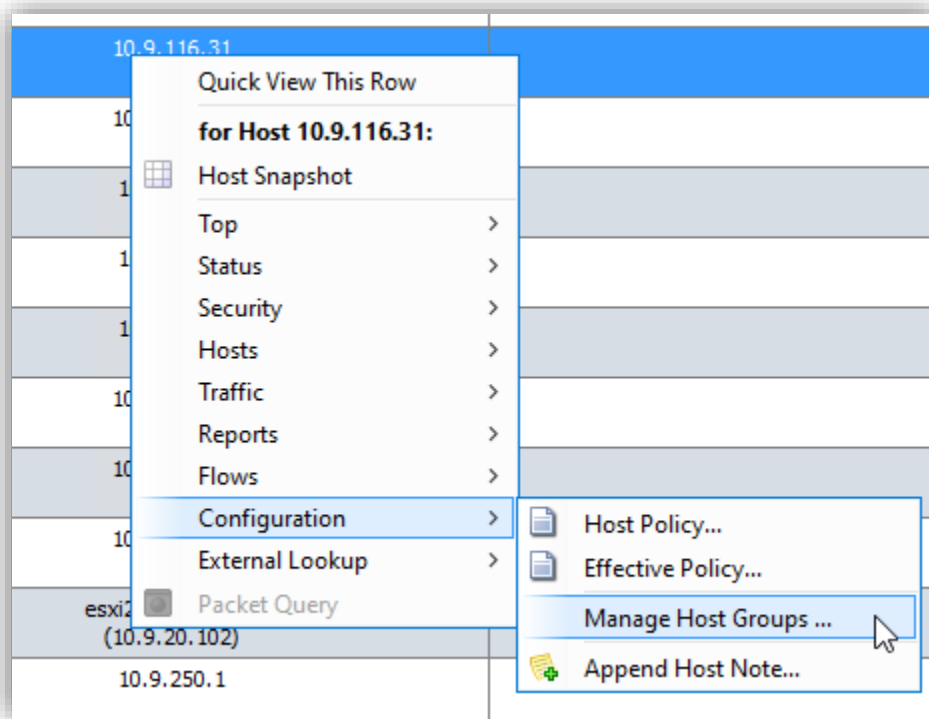 10.9.116.31
Quick View This Row
for Host 10.9.116.31:
Host Snapshot
Top
Status
Security
Hosts
Traffic
Reports
Flows
Configuration
External Lookup
Packet Query
Host Policy...
Effective Policy...
Manage Host Groups ...
Append Host Note...
(10.9.20.102)
10.9.250.1